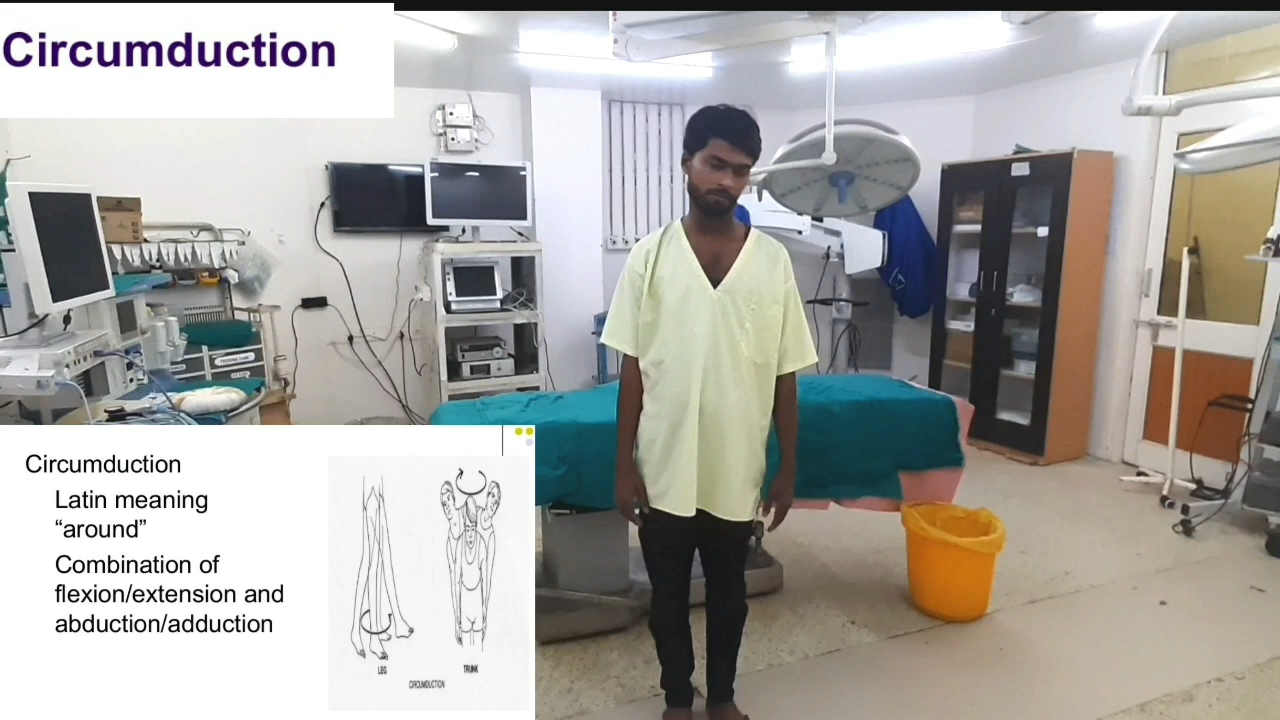 Circumduction
Circumduction
Latin meaning
“around”
Combination of
flexion/extension and
abduction/adduction
LEG
TRUNK
CIRCUMDUCTION